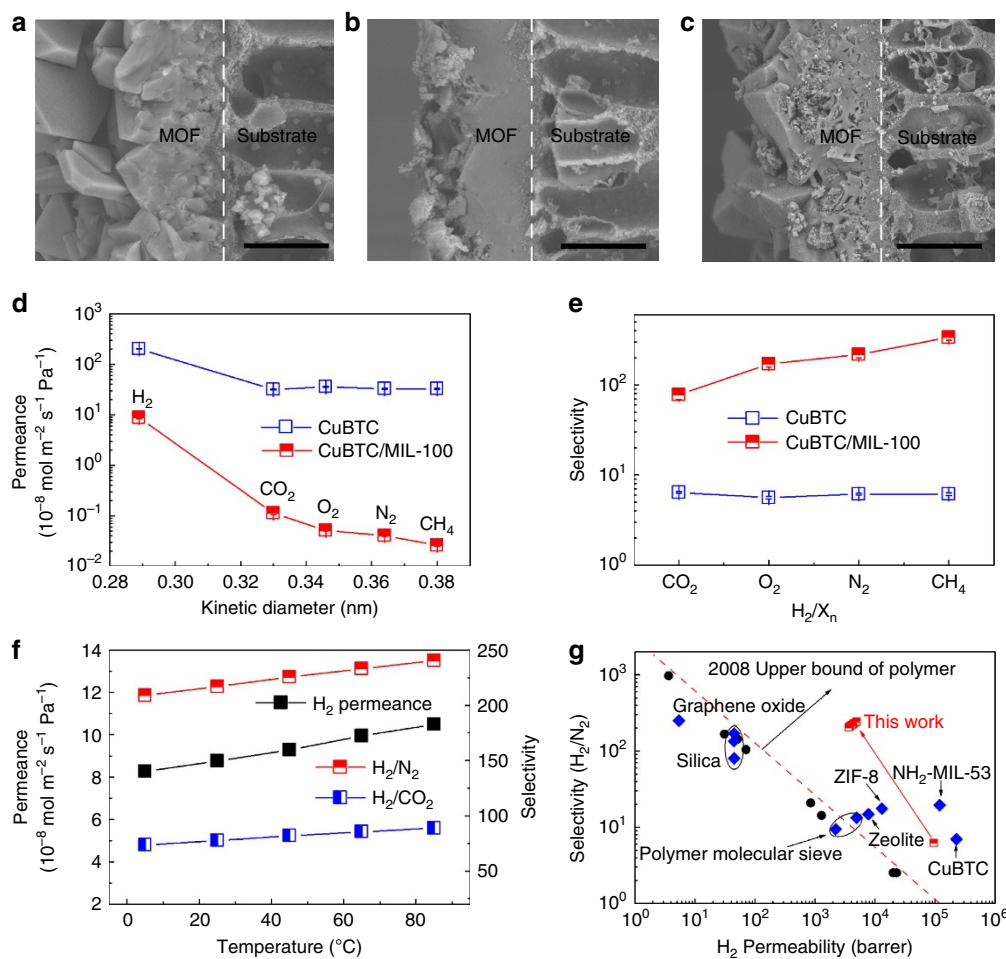 a
b
c
MOF
Substrate
MOF
Substrate
MOF
Substrate
d
10³
10²
10¹
10⁰
10⁻¹
10⁻²
Permeance
(10⁻⁸ mol m⁻² s⁻¹ Pa⁻¹)
H₂
CO₂
O₂
N₂
CH₄
CuBTC
CuBTC/MIL-100
0.28 0.30 0.32 0.34 0.36 0.38
Kinetic diameter (nm)
e
10²
10¹
10⁰
Selectivity
CuBTC
CuBTC/MIL-100
CO₂ O₂ N₂ CH₄
H₂/Xₙ
f
14
12
10
8
6
4
2
Permeance
(10⁻⁸ mol m⁻² s⁻¹ Pa⁻¹)
H₂ permeance
H₂/N₂
H₂/CO₂
250
200
150
100
50
Selectivity
0 20 40 60 80
Temperature (°C)
g
10³
10²
10¹
10⁰
Selectivity (H₂/N₂)
2008 Upper bound of polymer
Graphene oxide
This work
Silica
ZIF-8
NH₂-MIL-53
Zeolite
Polymer molecular sieve
CuBTC
10⁰ 10¹ 10² 10³ 10⁴ 10⁵ 10⁶
H₂ Permeability (barrer)